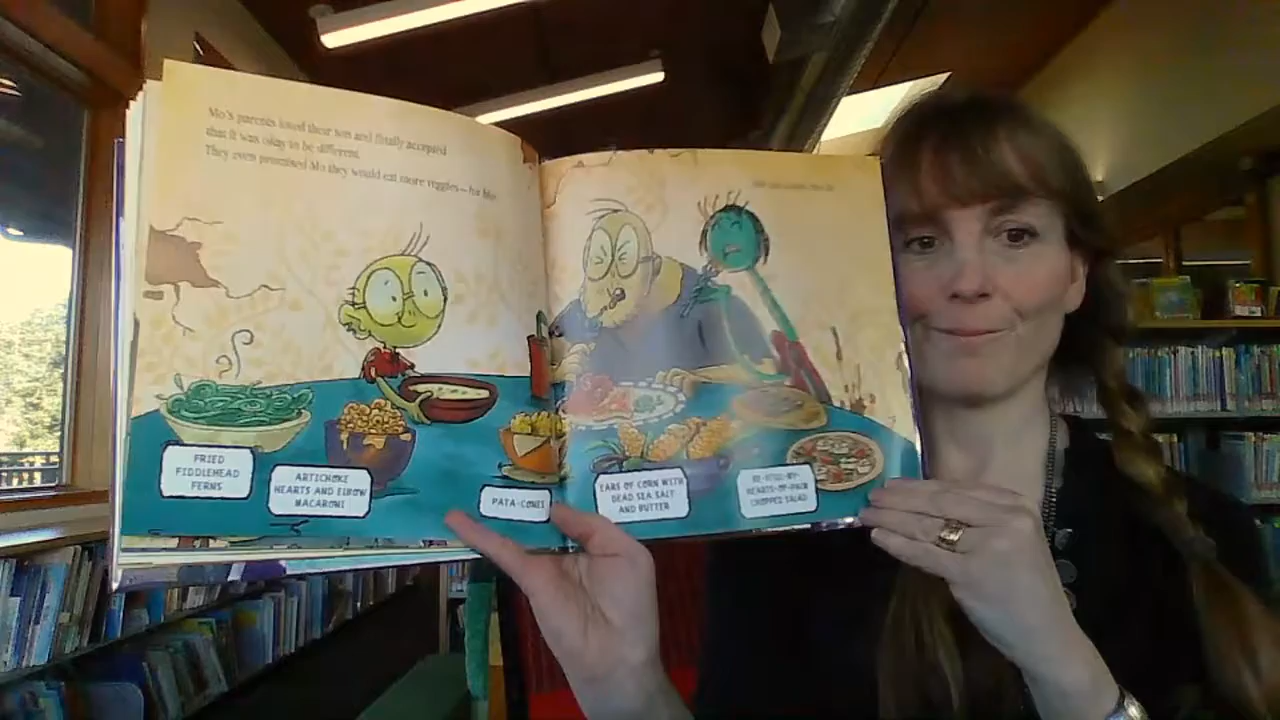 Mo's parents loved their son and finally accepted
that it was okay to be different.
They even promised Mo they would eat more veggies—for him.
FRIED
FIDDLEHEAD
FERNS
ARTICHOKE
HEARTS AND ELBOW
MACARONI
PATA-CONES
EARS OF CORN WITH
DEAD SEA SALT
AND BUTTER
HEARTS-OF-PALM
CHOPPED SALAD